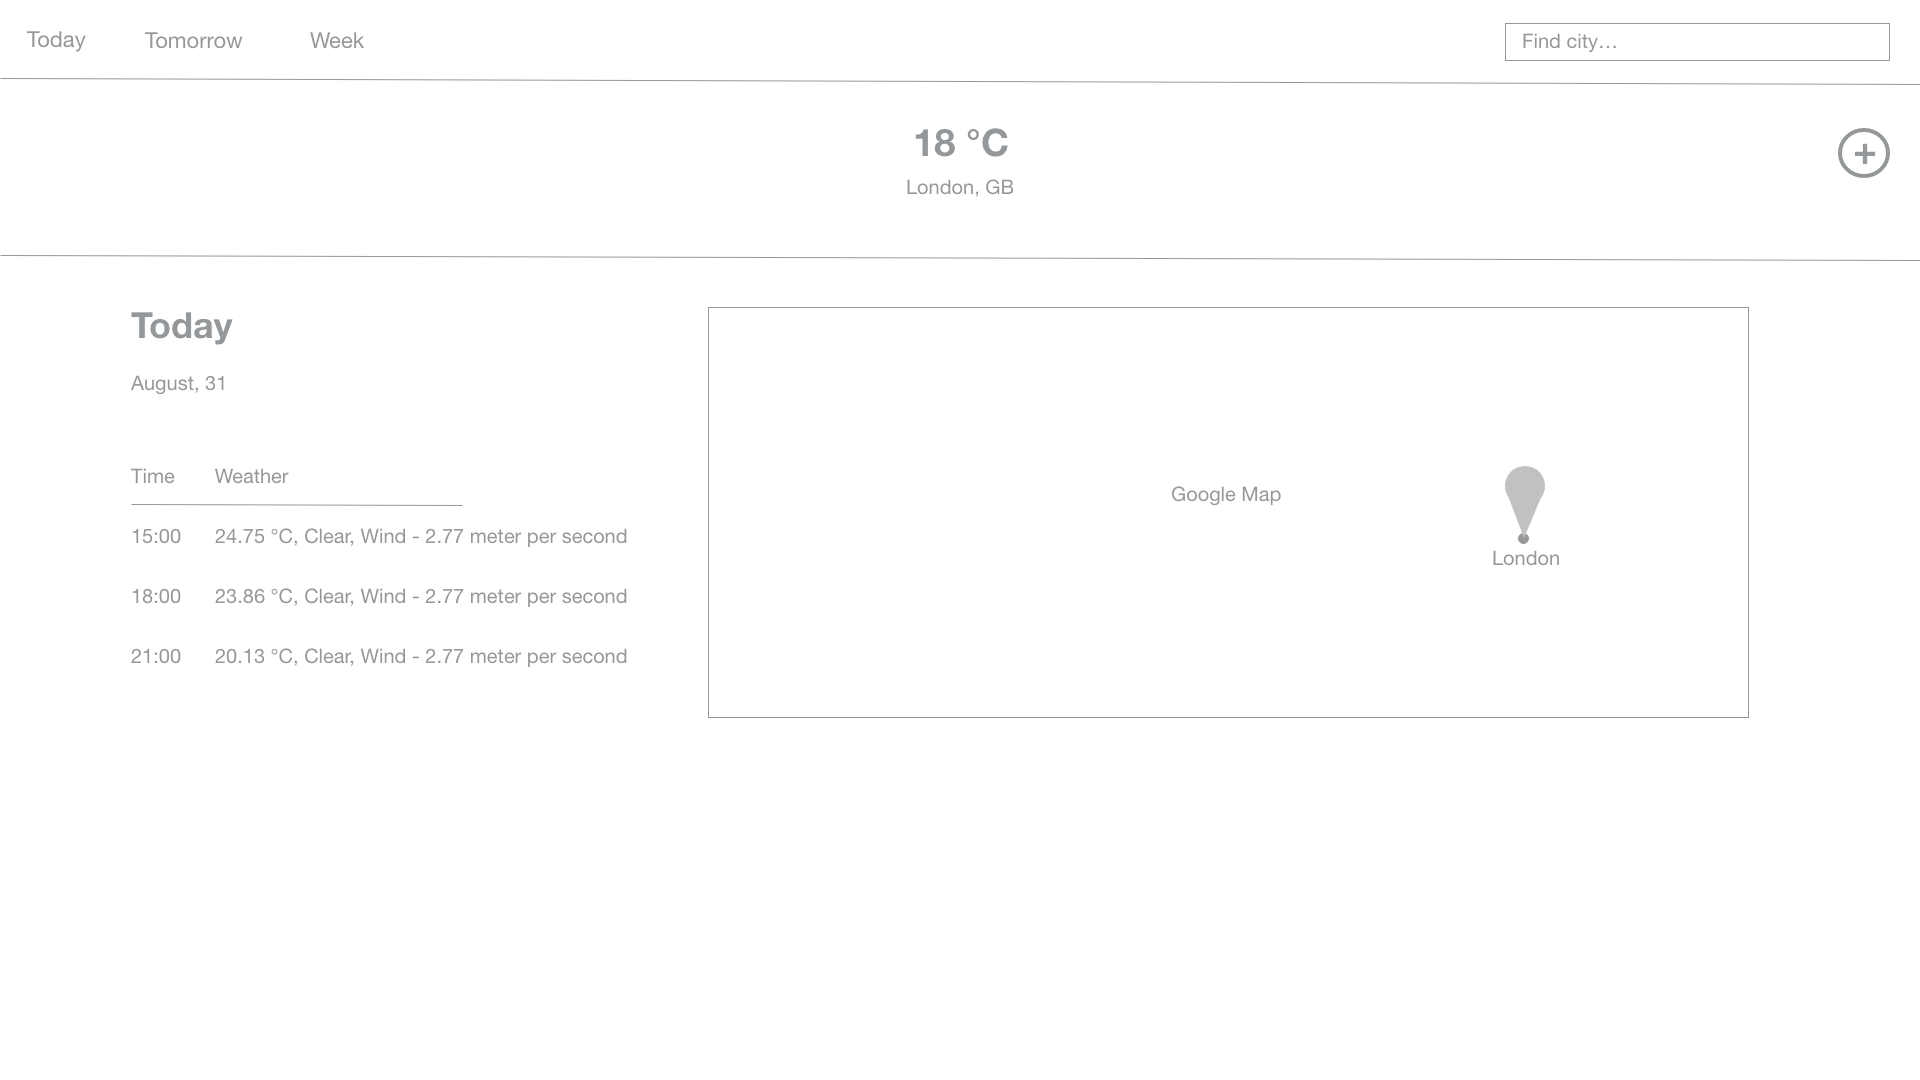 Today Tomorrow Week Find city...
18 °C
London, GB
Today
August, 31
Time Weather
15:00 24.75 °C, Clear, Wind - 2.77 meter per second
18:00 23.86 °C, Clear, Wind - 2.77 meter per second
21:00 20.13 °C, Clear, Wind - 2.77 meter per second
Google Map
London